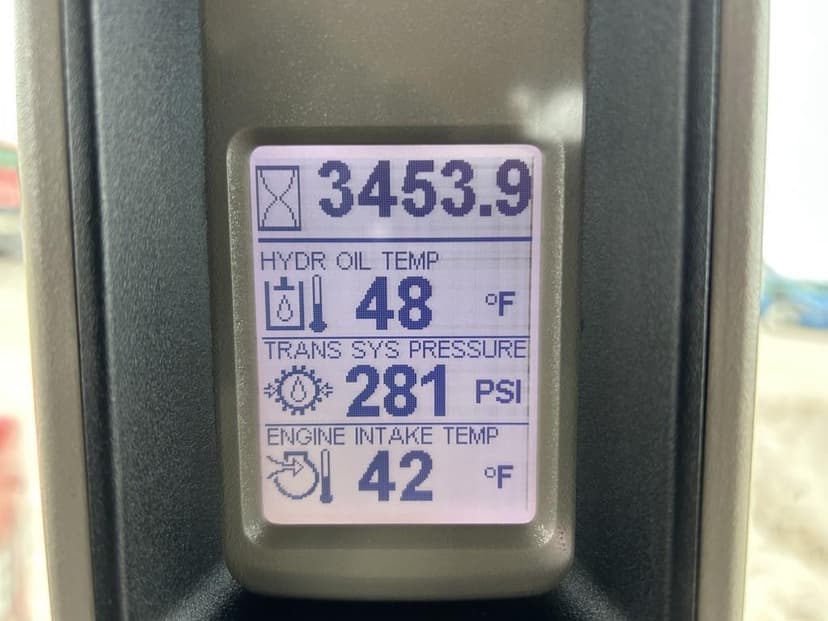 3453.9
HYDR OIL TEMP
48 °F
TRANS SYS PRESSURE
281 PSI
ENGINE INTAKE TEMP
42 °F